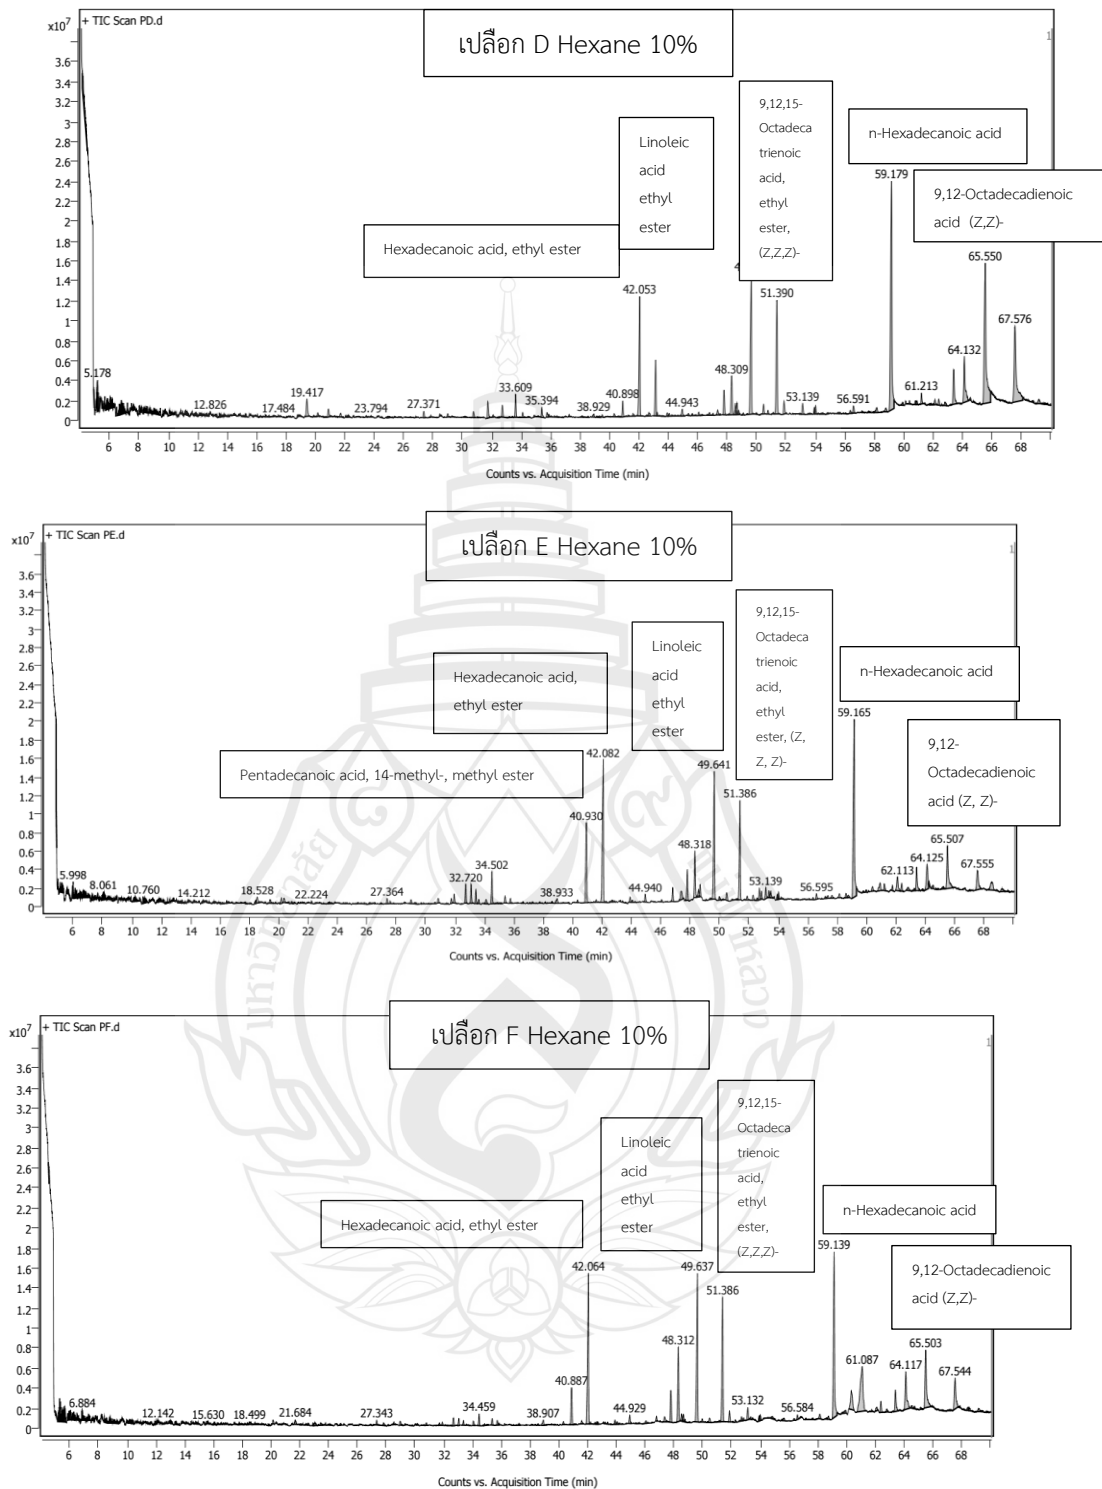 + TIC Scan PD.d
เปลือก D Hexane 10%
x10⁷
3.8
3.6
3.4
3.2
3
2.8
2.6
2.4
2.2
2
1.8
1.6
1.4
1.2
1
0.8
0.6
0.4
0.2
0
Hexadecanoic acid, ethyl ester
Linoleic
acid
ethyl
ester
9,12,15-
Octadeca
trienoic
acid,
ethyl
ester,
(Z,Z,Z)-
n-Hexadecanoic acid
9,12-Octadecadienoic
acid (Z,Z)-
5.178 12.826 17.484 19.417 23.794 27.371 33.609 35.394 38.929 40.898 42.053 44.943 48.309 51.390 53.139 56.591 59.179 61.213 64.132 65.550 67.576
6 8 10 12 14 16 18 20 22 24 26 28 30 32 34 36 38 40 42 44 46 48 50 52 54 56 58 60 62 64 66 68
Counts vs. Acquisition Time (min)
+ TIC Scan PE.d
เปลือก E Hexane 10%
x10⁷
3.6
3.4
3.2
3
2.8
2.6
2.4
2.2
2
1.8
1.6
1.4
1.2
1
0.8
0.6
0.4
0.2
0
Pentadecanoic acid, 14-methyl-, methyl ester
Hexadecanoic acid,
ethyl ester
Linoleic
acid
ethyl
ester
9,12,15-
Octadeca
trienoic
acid,
ethyl
ester, (Z,
Z, Z)-
n-Hexadecanoic acid
9,12-
Octadecadienoic
acid (Z, Z)-
5.998 8.061 10.760 14.212 18.528 22.224 27.364 32.720 34.502 38.933 40.930 42.082 44.940 48.318 49.641 51.386 53.139 56.595 59.165 62.113 64.125 65.507 67.555
6 8 10 12 14 16 18 20 22 24 26 28 30 32 34 36 38 40 42 44 46 48 50 52 54 56 58 60 62 64 66 68
Counts vs. Acquisition Time (min)
+ TIC Scan PF.d
เปลือก F Hexane 10%
x10⁷
3.6
3.4
3.2
3
2.8
2.6
2.4
2.2
2
1.8
1.6
1.4
1.2
1
0.8
0.6
0.4
0.2
0
Hexadecanoic acid, ethyl ester
Linoleic
acid
ethyl
ester
9,12,15-
Octadeca
trienoic
acid,
ethyl
ester,
(Z,Z,Z)-
n-Hexadecanoic acid
9,12-Octadecadienoic
acid (Z,Z)-
6.884 12.142 15.630 18.499 21.684 27.343 34.459 38.907 40.887 42.064 44.929 48.312 49.637 51.386 53.132 56.584 59.139 61.087 64.117 65.503 67.544
6 8 10 12 14 16 18 20 22 24 26 28 30 32 34 36 38 40 42 44 46 48 50 52 54 56 58 60 62 64 66 68
Counts vs. Acquisition Time (min)
มหาวิทยาลัย
แม่ฟ้าหลวง